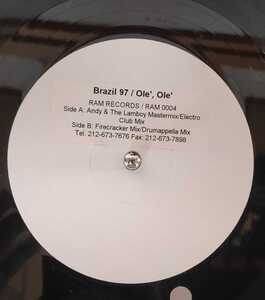 Brazil 97 / Ole', Ole'
RAM RECORDS / RAM 0004
Side A: Andy & The Lamboy Mastermix/Electro
Club Mix
Side B: Firecracker Mix/Drumappella Mix
Tel. 212-673-7676 Fax: 212-673-7898